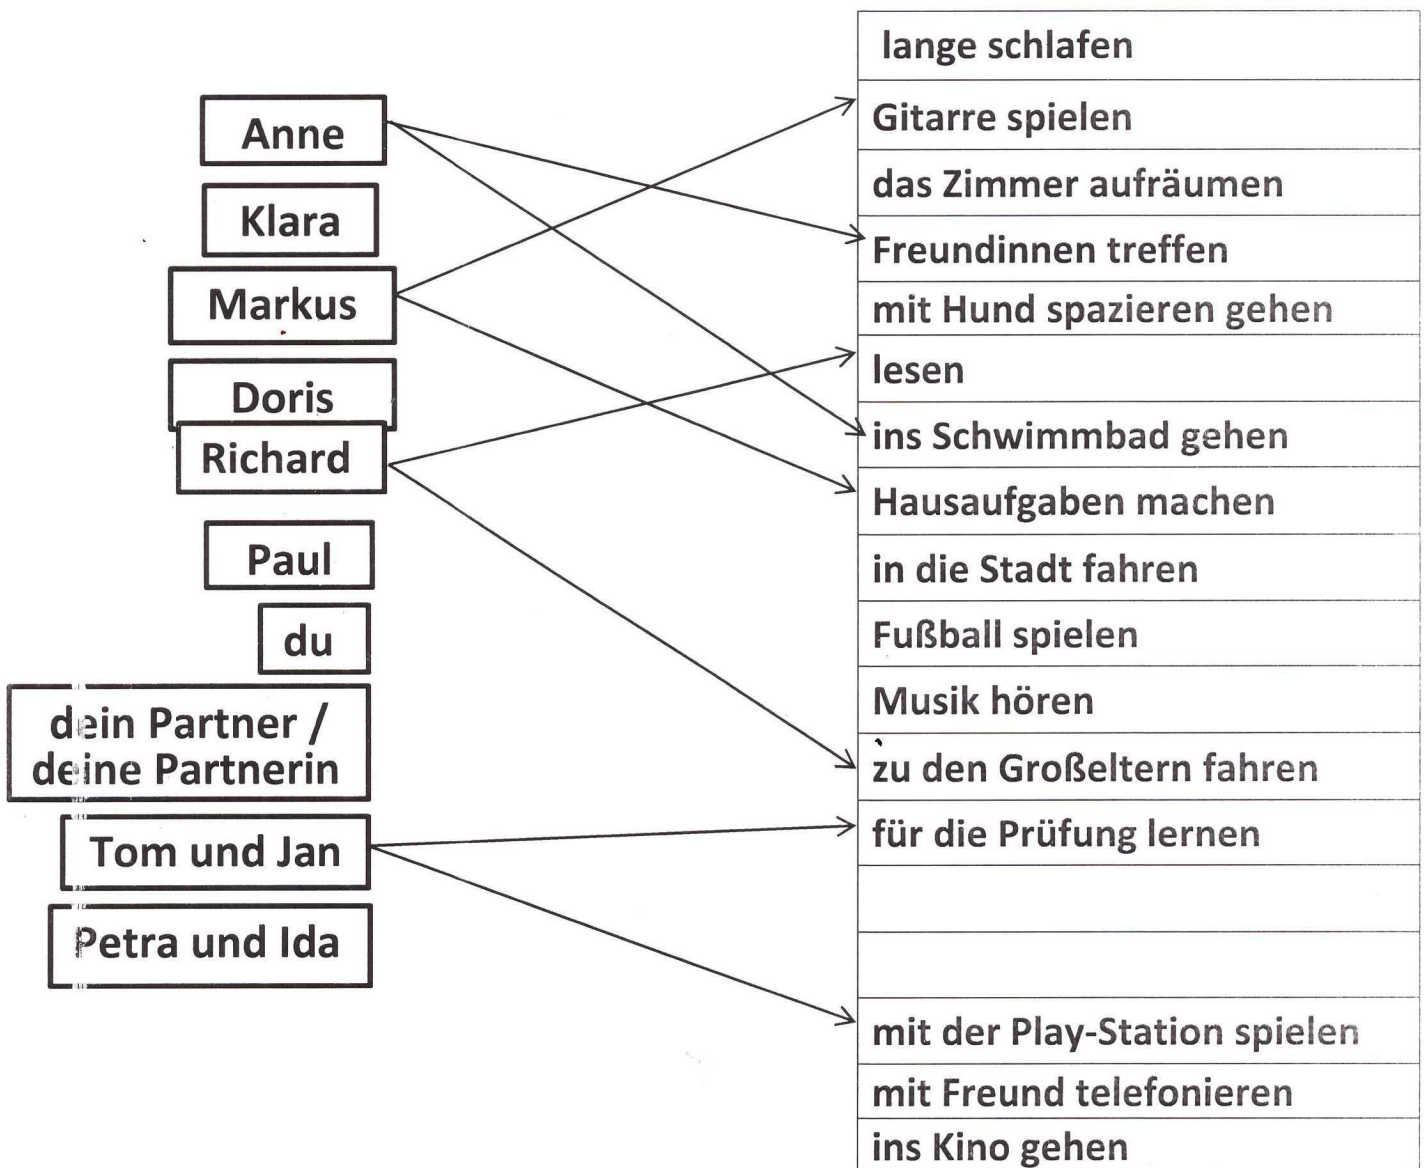 Anne
Klara
Markus
Doris
Richard
Paul
du
dein Partner /
deine Partnerin
Tom und Jan
Petra und Ida
lange schlafen
Gitarre spielen
das Zimmer aufräumen
Freundinnen treffen
mit Hund spazieren gehen
lesen
ins Schwimmbad gehen
Hausaufgaben machen
in die Stadt fahren
Fußball spielen
Musik hören
zu den Großeltern fahren
für die Prüfung lernen
mit der Play-Station spielen
mit Freund telefonieren
ins Kino gehen